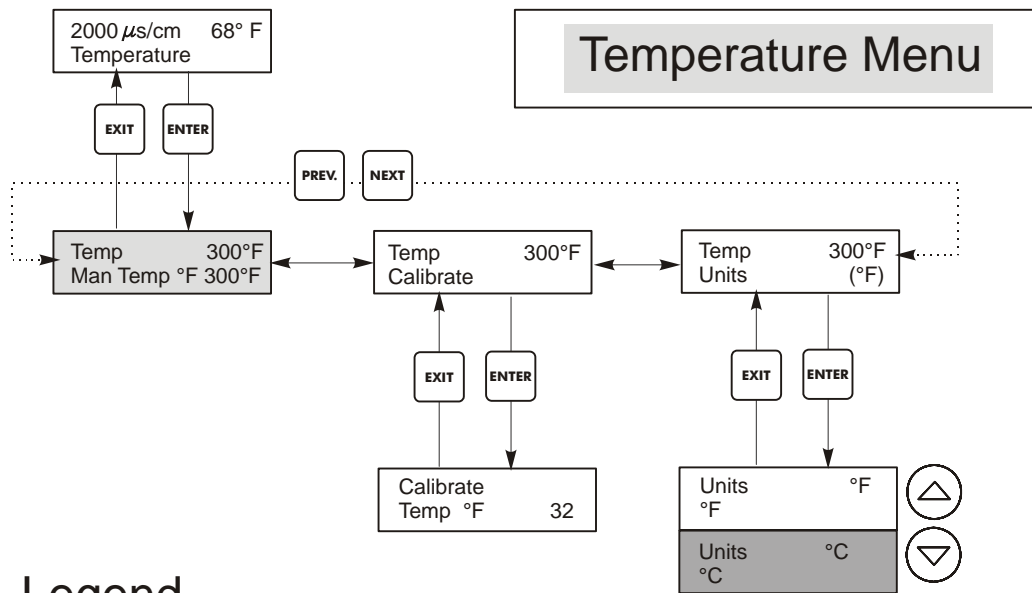 2000 µs/cm 68° F
Temperature
Temperature Menu
EXIT ENTER
PREV. NEXT
Temp 300°F
Man Temp °F 300°F
Temp 300°F
Calibrate
Temp 300°F
Units (°F)
EXIT ENTER
EXIT ENTER
Calibrate
Temp °F 32
Units °F
°F
Units °C
°C
Legend